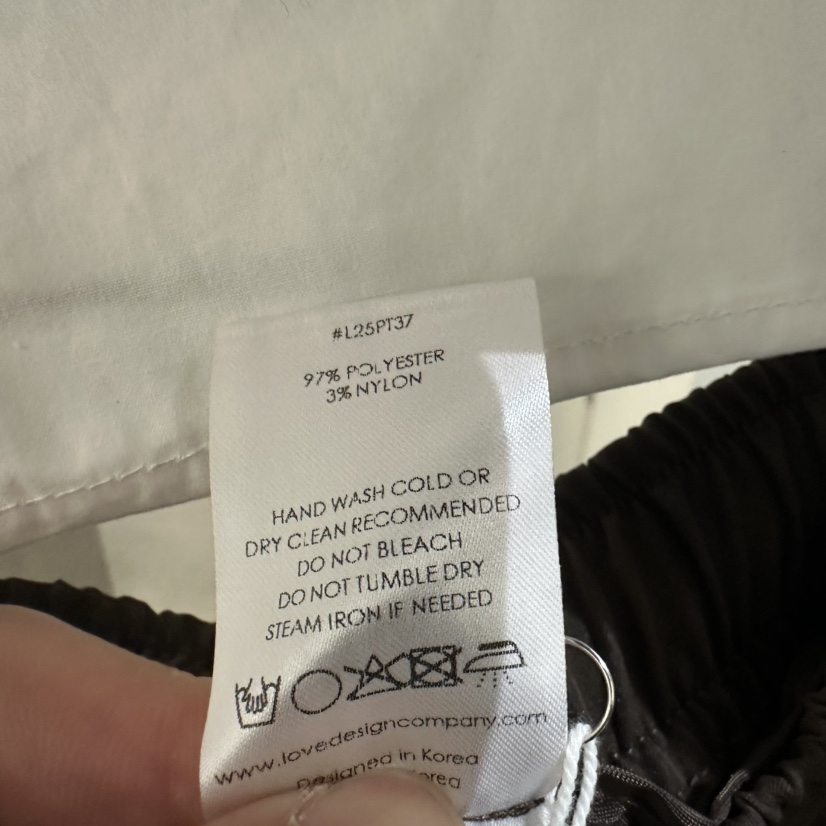 #L25PT37
97% POLYESTER
3% NYLON
HAND WASH COLD OR
DRY CLEAN RECOMMENDED
DO NOT BLEACH
DO NOT TUMBLE DRY
STEAM IRON IF NEEDED
www.lovedesigncompany.com
Designed in Korea